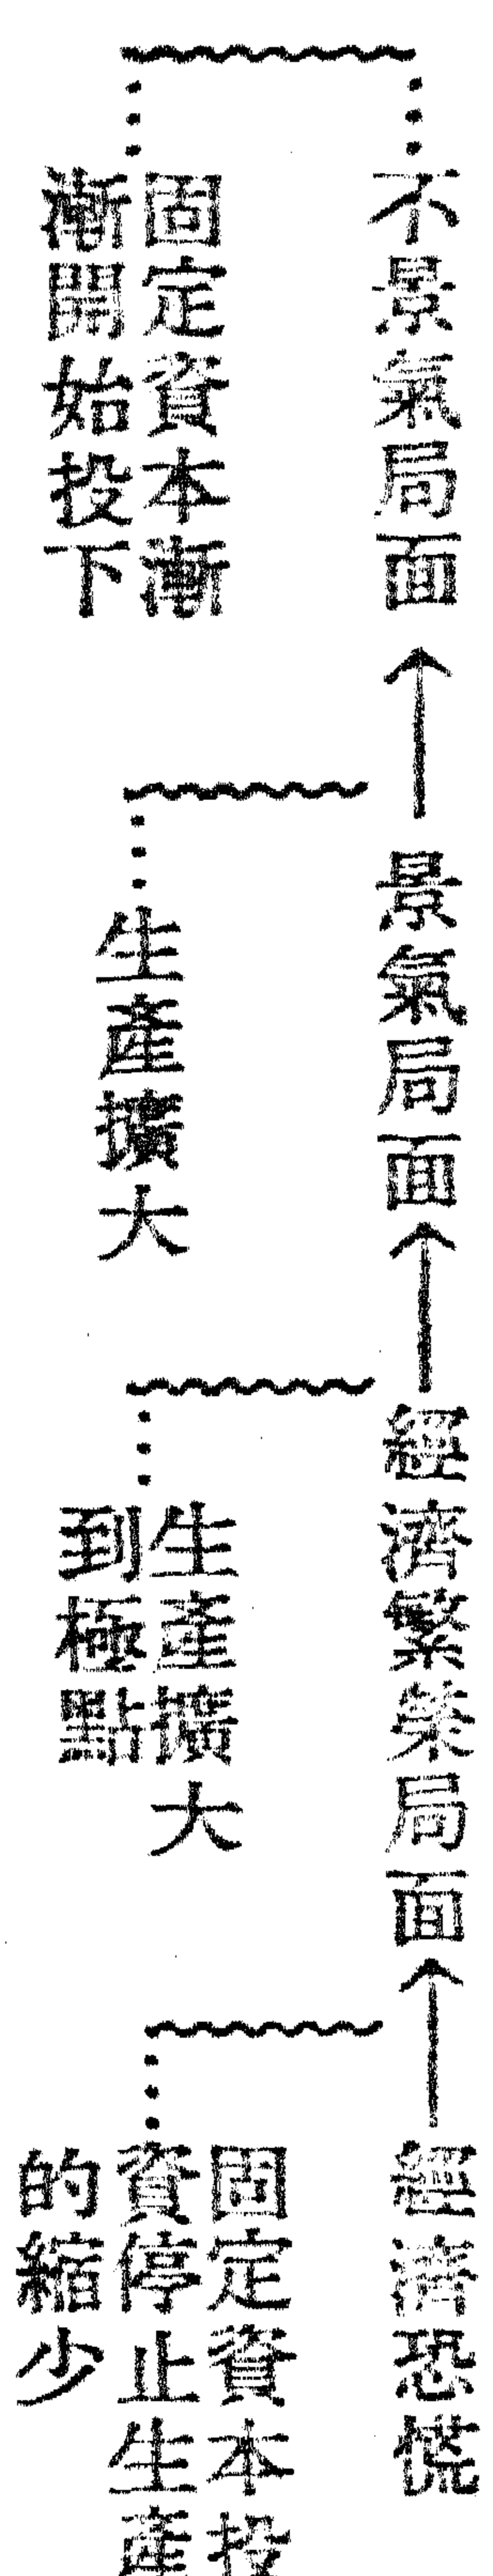 不景氣局面
固定資本漸
漸開始投下
景氣局面
生產擴大
經濟繁榮局面
生產擴大
到極點
經濟恐慌
固定資本投
資停止生產
的縮少